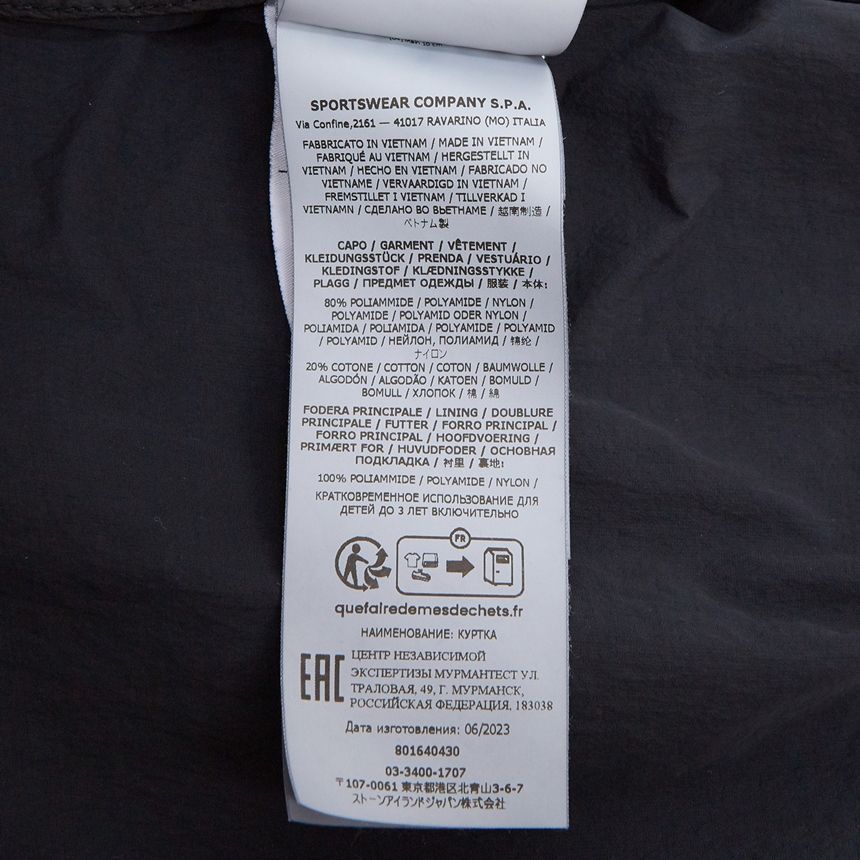 SPORTSWEAR COMPANY S.P.A.
Via Confine,2161 — 41017 RAVARINO (MO) ITALIA
FABBRICATO IN VIETNAM / MADE IN VIETNAM /
FABRIQUÉ AU VIETNAM / HERGESTELLT IN
VIETNAM / HECHO EN VIETNAM / FABRICADO NO
VIETNAME / VERVAARDIGD IN VIETNAM /
FREMSTILLET I VIETNAM / TILLVERKAD I
VIETNAMN / СДЕЛАНО ВО ВЬЕТНАМЕ / 越南制造 /
ベトナム製
CAPO / GARMENT / VÊTEMENT /
KLEIDUNGSSTÜCK / PRENDA / VESTUÁRIO /
KLEDINGSTOF / KLÆDNINGSSTYKKE /
PLAGG / ПРЕДМЕТ ОДЕЖДЫ / 服装 / 本体:
80% POLIAMMIDE / POLYAMIDE / NYLON /
POLYAMIDE / POLYAMID ODER NYLON /
POLIAMIDA / POLIAMIDA / POLYAMIDE / POLYAMID
/ POLYAMID / НЕЙЛОН, ПОЛИАМИД / 锦纶 /
ナイロン
20% COTONE / COTTON / COTON / BAUMWOLLE /
ALGODÓN / ALGODÃO / KATOEN / BOMULD /
BOMULL / ХЛОПОК / 棉 / 綿
FODERA PRINCIPALE / LINING / DOUBLURE
PRINCIPALE / FUTTER / FORRO PRINCIPAL /
FORRO PRINCIPAL / HOOFDVOERING /
PRIMÆRT FOR / HUVUDFODER / ОСНОВНАЯ
ПОДКЛАДКА / 衬里 / 裏地:
100% POLIAMMIDE / POLYAMIDE / NYLON /
КРАТКОВРЕМЕННОЕ ИСПОЛЬЗОВАНИЕ ДЛЯ
ДЕТЕЙ ДО 3 ЛЕТ ВКЛЮЧИТЕЛЬНО
FR
quefairedemesdechets.fr
НАИМЕНОВАНИЕ: КУРТКА
EAC
ЦЕНТР НЕЗАВИСИМОЙ
ЭКСПЕРТИЗЫ МУРМАНТЕСТ УЛ.
ТРАЛОВАЯ, 49, Г. МУРМАНСК,
РОССИЙСКАЯ ФЕДЕРАЦИЯ, 183038
Дата изготовления: 06/2023
801640430
03-3400-1707
〒107-0061 東京都港区北青山3-6-7
ストーンアイランドジャパン株式会社